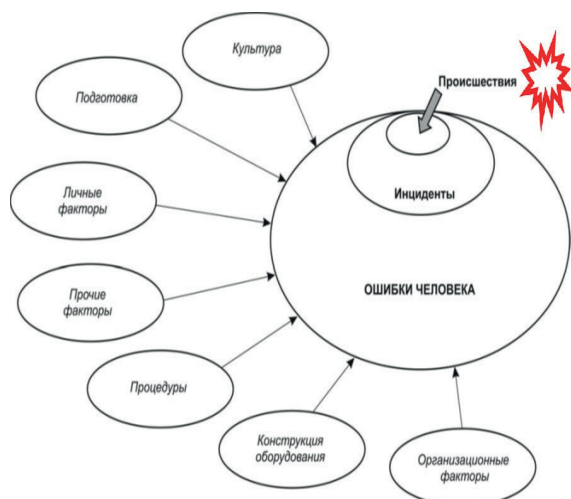 Культура
Происшествия
Подготовка
Инциденты
Личные
факторы
ОШИБКИ ЧЕЛОВЕКА
Прочие
факторы
Процедуры
Конструкция
оборудования
Организационные
факторы